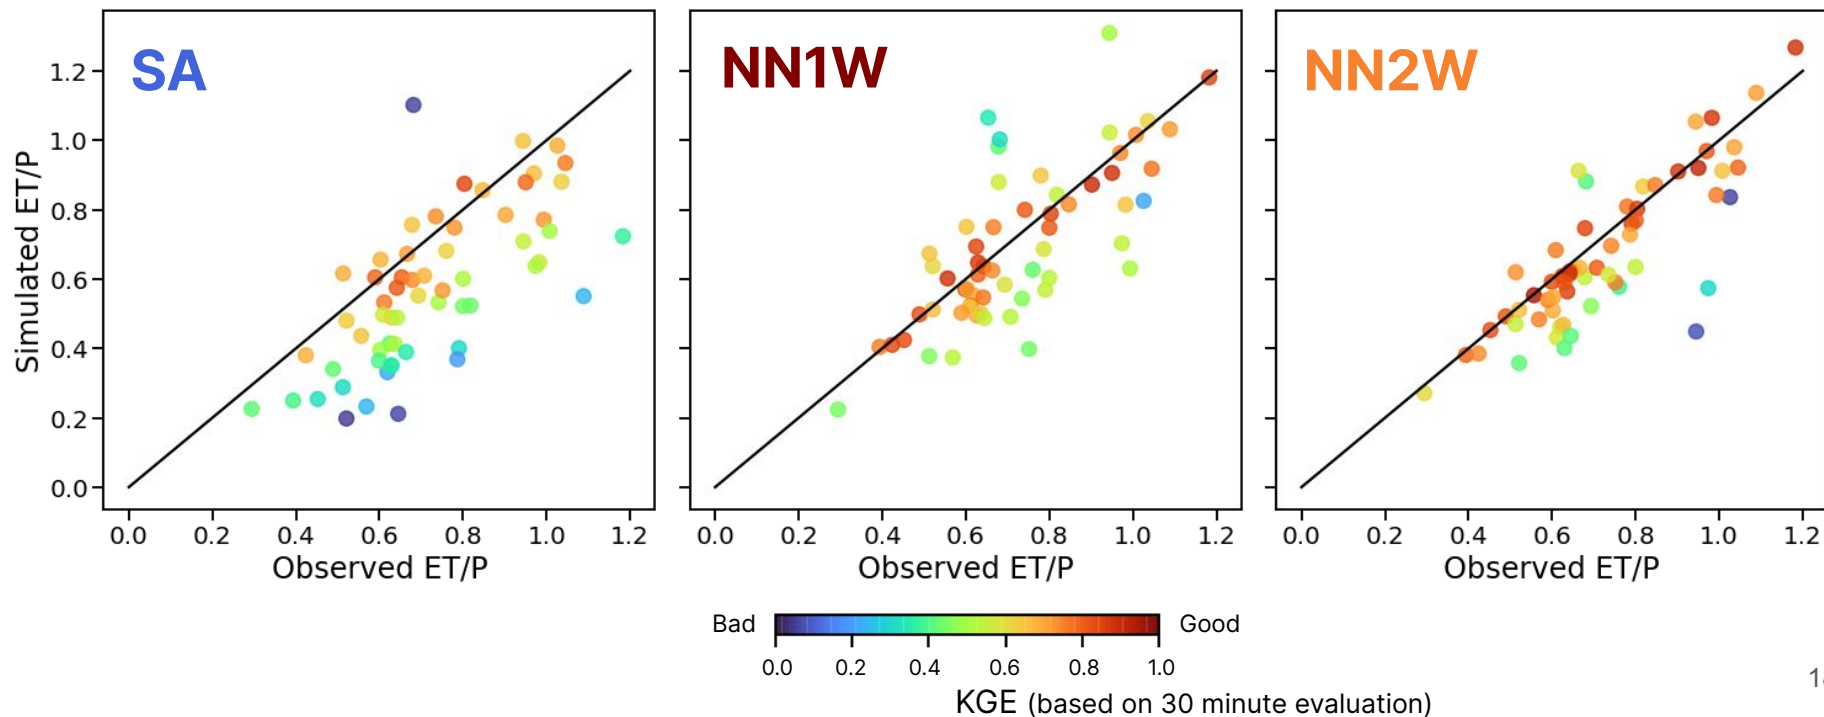 SA
NN1W
NN2W
Simulated ET/P
1.2
1.0
0.8
0.6
0.4
0.2
0.0
0.0 0.2 0.4 0.6 0.8 1.0 1.2
0.0 0.2 0.4 0.6 0.8 1.0 1.2
0.0 0.2 0.4 0.6 0.8 1.0 1.2
Observed ET/P
Observed ET/P
Observed ET/P
Bad
Good
0.0 0.2 0.4 0.6 0.8 1.0
KGE (based on 30 minute evaluation)